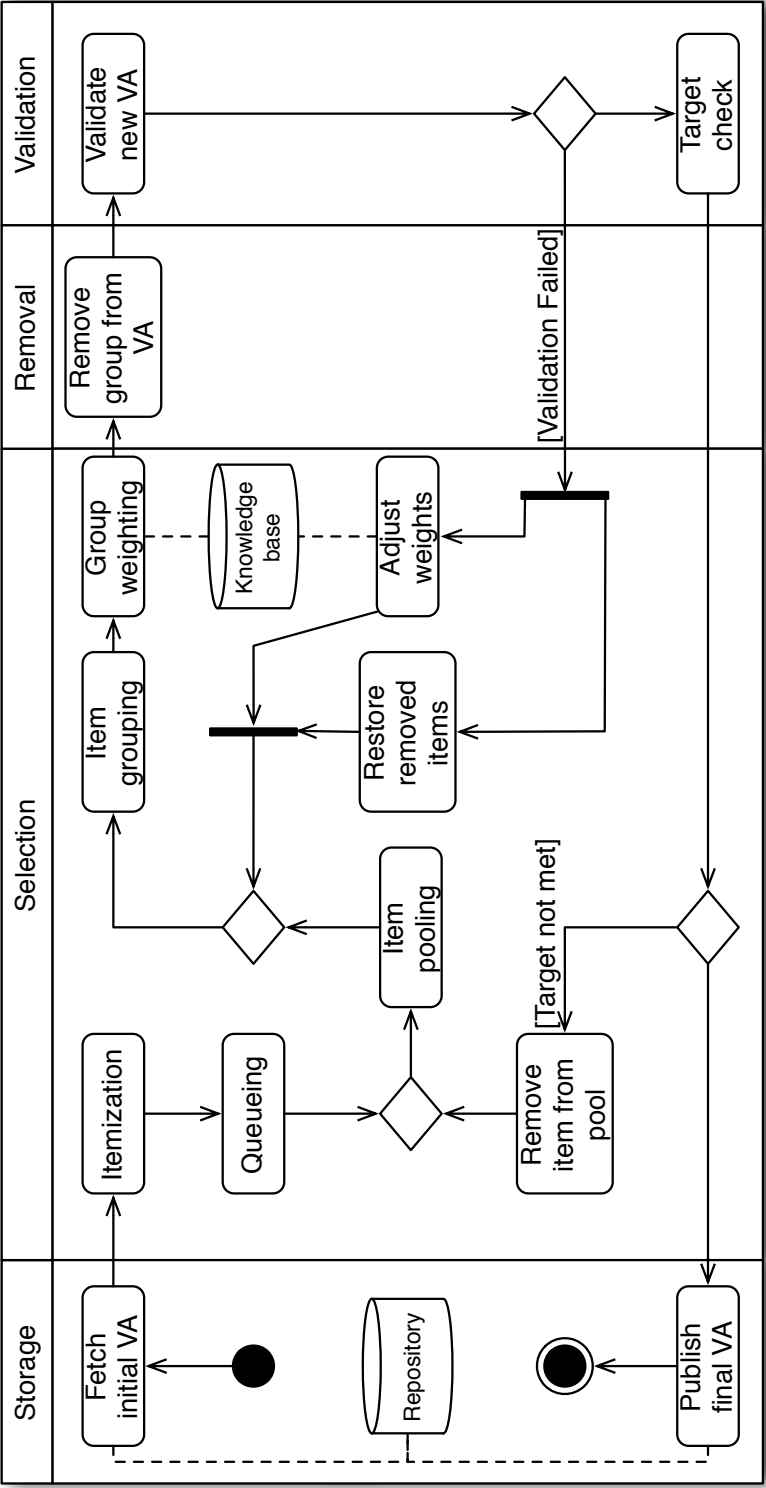 Storage
Selection
Removal
Validation
Fetch
initial VA
Itemization
Item
grouping
Group
weighting
Remove
group from
VA
Validate
new VA
Queueing
Knowledge
base
Repository
Item
pooling
Restore
removed
items
Adjust
weights
Remove
item from
pool
[Target not met]
[Validation Failed]
Publish
final VA
Target
check